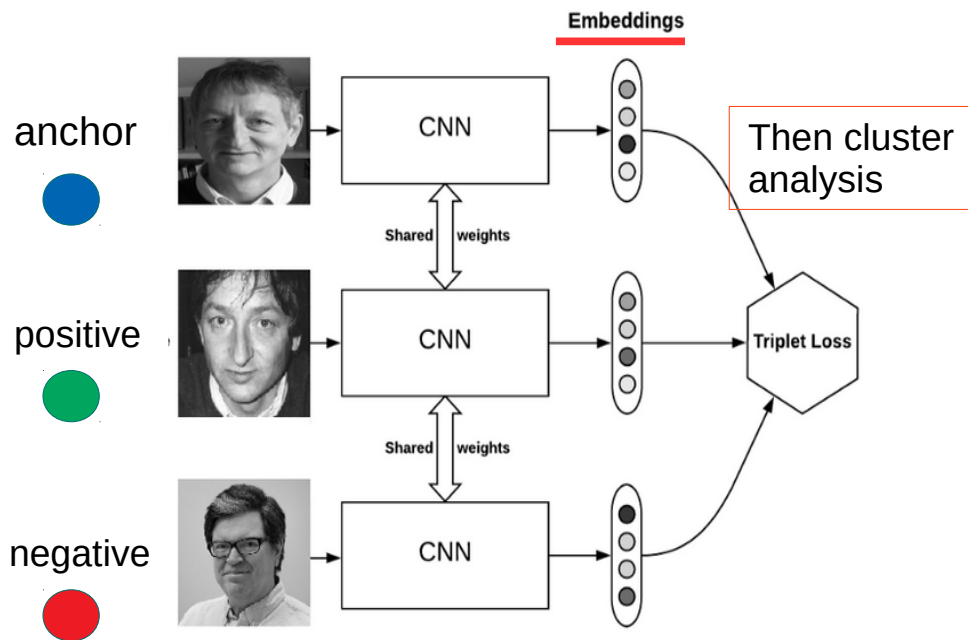 Embeddings
anchor
CNN
Then cluster
analysis
Shared weights
positive
CNN
Triplet Loss
Shared weights
negative
CNN